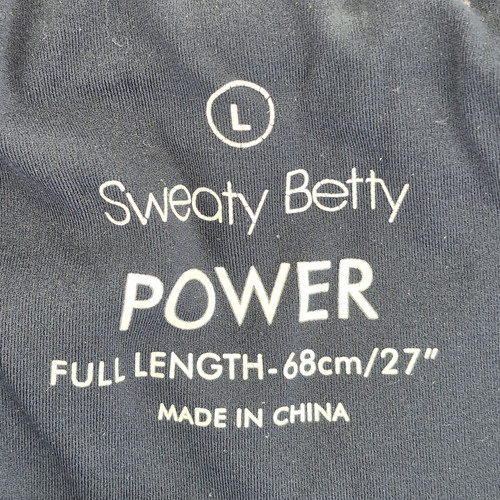 L
Sweaty Betty
POWER
FULL LENGTH-68cm/27"
MADE IN CHINA